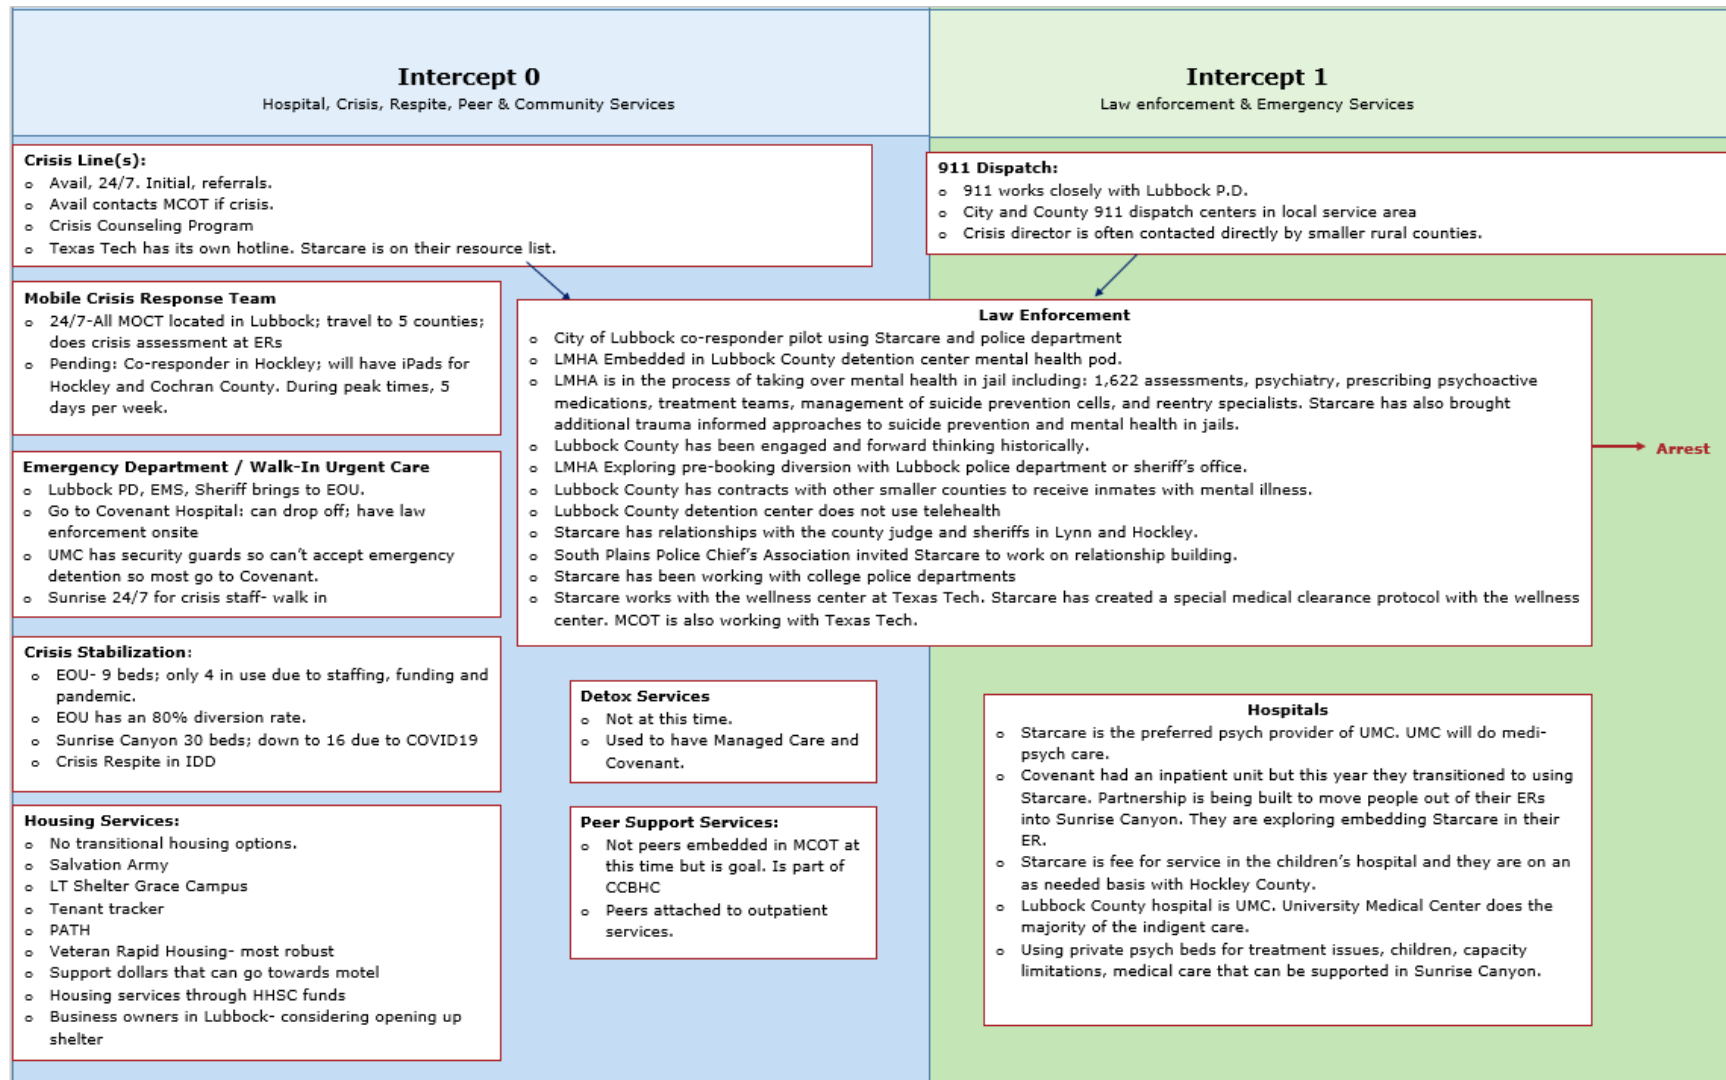 Intercept 0
Hospital, Crisis, Respite, Peer & Community Services
Intercept 1
Law enforcement & Emergency Services
Crisis Line(s):
o Avail, 24/7. Initial, referrals.
o Avail contacts MCOT if crisis.
o Crisis Counseling Program
o Texas Tech has its own hotline. Starcare is on their resource list.
911 Dispatch:
o 911 works closely with Lubbock P.D.
o City and County 911 dispatch centers in local service area
o Crisis director is often contacted directly by smaller rural counties.
Mobile Crisis Response Team
o 24/7-All MOCT located in Lubbock; travel to 5 counties;
does crisis assessment at ERs
o Pending: Co-responder in Hockley; will have iPads for
Hockley and Cochran County. During peak times, 5
days per week.
Law Enforcement
o City of Lubbock co-responder pilot using Starcare and police department
o LMHA Embedded in Lubbock County detention center mental health pod.
o LMHA is in the process of taking over mental health in jail including: 1,622 assessments, psychiatry, prescribing psychoactive
medications, treatment teams, management of suicide prevention cells, and reentry specialists. Starcare has also brought
additional trauma informed approaches to suicide prevention and mental health in jails.
o Lubbock County has been engaged and forward thinking historically.
o LMHA Exploring pre-booking diversion with Lubbock police department or sheriff's office.
o Lubbock County has contracts with other smaller counties to receive inmates with mental illness.
o Lubbock County detention center does not use telehealth
o Starcare has relationships with the county judge and sheriffs in Lynn and Hockley.
o South Plains Police Chief's Association invited Starcare to work on relationship building.
o Starcare has been working with college police departments
o Starcare works with the wellness center at Texas Tech. Starcare has created a special medical clearance protocol with the wellness
center. MCOT is also working with Texas Tech.
Arrest
Emergency Department / Walk-In Urgent Care
o Lubbock PD, EMS, Sheriff brings to EOU.
o Go to Covenant Hospital: can drop off; have law
enforcement onsite
o UMC has security guards so can't accept emergency
detention so most go to Covenant.
o Sunrise 24/7 for crisis staff- walk in
Crisis Stabilization:
o EOU- 9 beds; only 4 in use due to staffing, funding and
pandemic.
o EOU has an 80% diversion rate.
o Sunrise Canyon 30 beds; down to 16 due to COVID19
o Crisis Respite in IDD
Detox Services
o Not at this time.
o Used to have Managed Care and
Covenant.
Hospitals
o Starcare is the preferred psych provider of UMC. UMC will do medi-
psych care.
o Covenant had an inpatient unit but this year they transitioned to using
Starcare. Partnership is being built to move people out of their ERs
into Sunrise Canyon. They are exploring embedding Starcare in their
ER.
o Starcare is fee for service in the children's hospital and they are on an
as needed basis with Hockley County.
o Lubbock County hospital is UMC. University Medical Center does the
majority of the indigent care.
o Using private psych beds for treatment issues, children, capacity
limitations, medical care that can be supported in Sunrise Canyon.
Housing Services:
o No transitional housing options.
o Salvation Army
o LT Shelter Grace Campus
o Tenant tracker
o PATH
o Veteran Rapid Housing- most robust
o Support dollars that can go towards motel
o Housing services through HHSC funds
o Business owners in Lubbock- considering opening up
shelter
Peer Support Services:
o Not peers embedded in MCOT at
this time but is goal. Is part of
CCBHC
o Peers attached to outpatient
services.